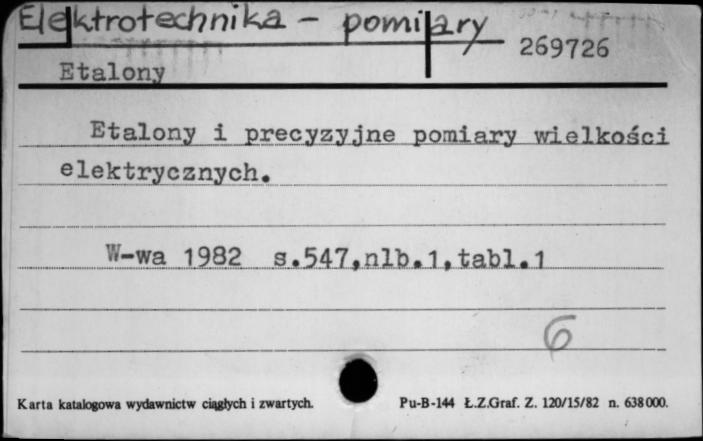 Elektrotechnika - pomiary
269726
Etalony
Etalony i precyzyjne pomiary wielkości
elektrycznych.
W-wa 1982 s.547,nlb.1,tabl.1
6
Karta katalogowa wydawnictw ciągłych i zwartych. Pu-B-144 Ł.Z.Graf. Z. 120/15/82 n. 638000.